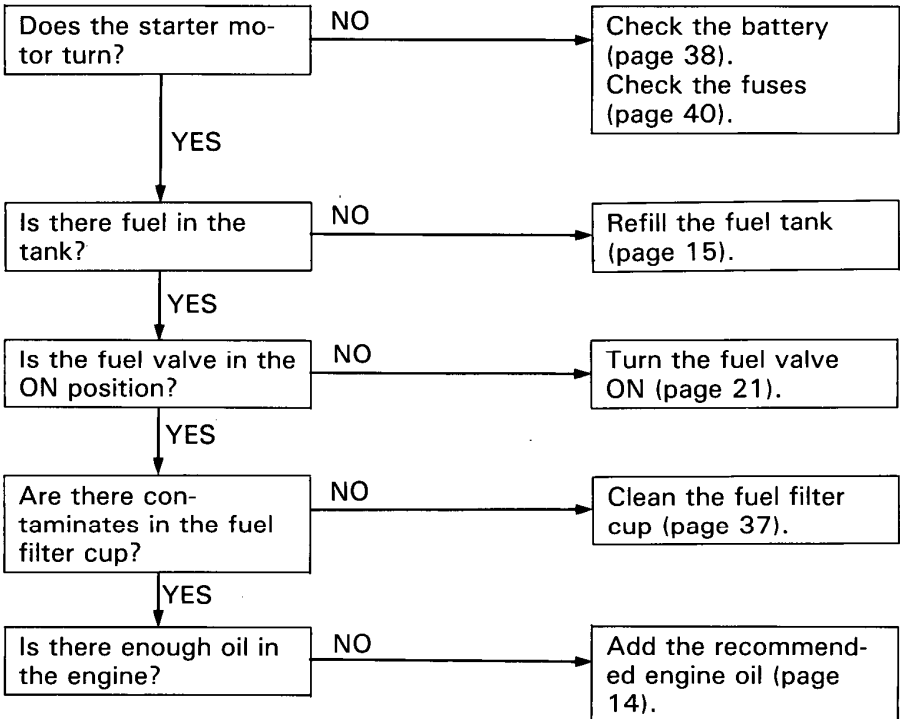 Does the starter mo-
tor turn?
NO
Check the battery
(page 38).
Check the fuses
(page 40).
YES
Is there fuel in the
tank?
NO
Refill the fuel tank
(page 15).
YES
Is the fuel valve in the
ON position?
NO
Turn the fuel valve
ON (page 21).
YES
Are there con-
taminates in the fuel
filter cup?
NO
Clean the fuel filter
cup (page 37).
YES
Is there enough oil in
the engine?
NO
Add the recommend-
ed engine oil (page
14).